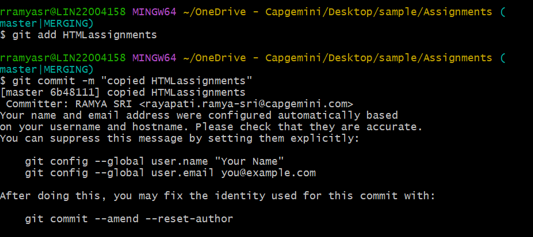 rramyasr@LIN22004158 MINGW64 ~/OneDrive - Capgemini/Desktop/sample/Assignments (
master|MERGING)
$ git add HTMLassignments
rramyasr@LIN22004158 MINGW64 ~/OneDrive - Capgemini/Desktop/sample/Assignments (
master|MERGING)
$ git commit -m "copied HTMLassignments"
[master 6b48111] copied HTMLassignments
 Committer: RAMYA SRI <rayapati.ramya-sri@capgemini.com>
Your name and email address were configured automatically based
on your username and hostname. Please check that they are accurate.
You can suppress this message by setting them explicitly:
    git config --global user.name "Your Name"
    git config --global user.email you@example.com
After doing this, you may fix the identity used for this commit with:
    git commit --amend --reset-author